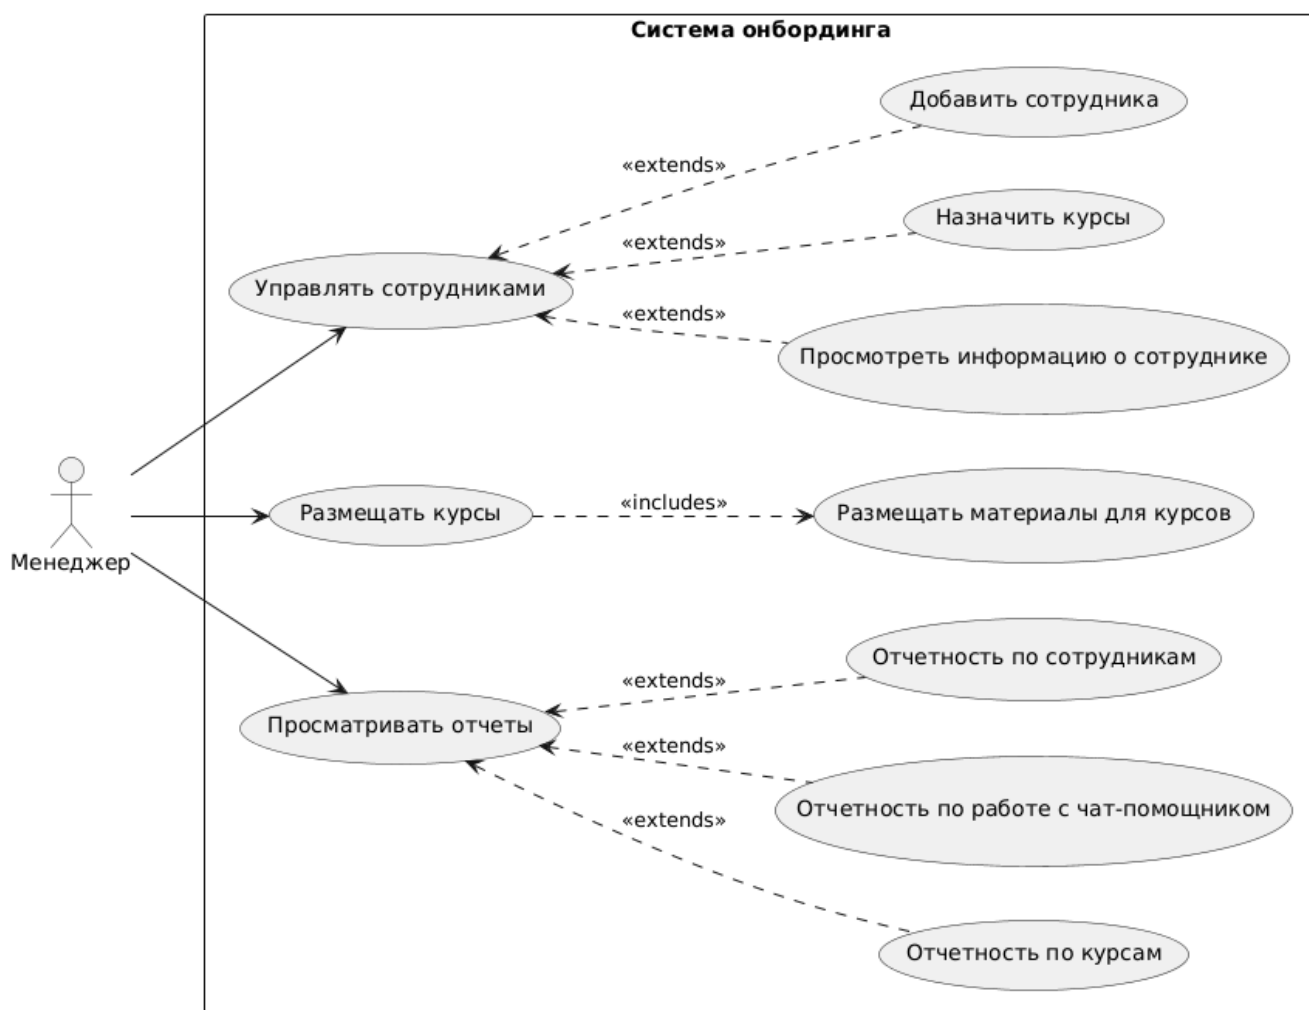 Система онбординга
Добавить сотрудника
«extends»
Назначить курсы
«extends»
Управлять сотрудниками
«extends»
Просмотреть информацию о сотруднике
Менеджер
Размещать курсы
«includes»
Размещать материалы для курсов
Отчетность по сотрудникам
«extends»
Просматривать отчеты
«extends»
Отчетность по работе с чат-помощником
«extends»
Отчетность по курсам